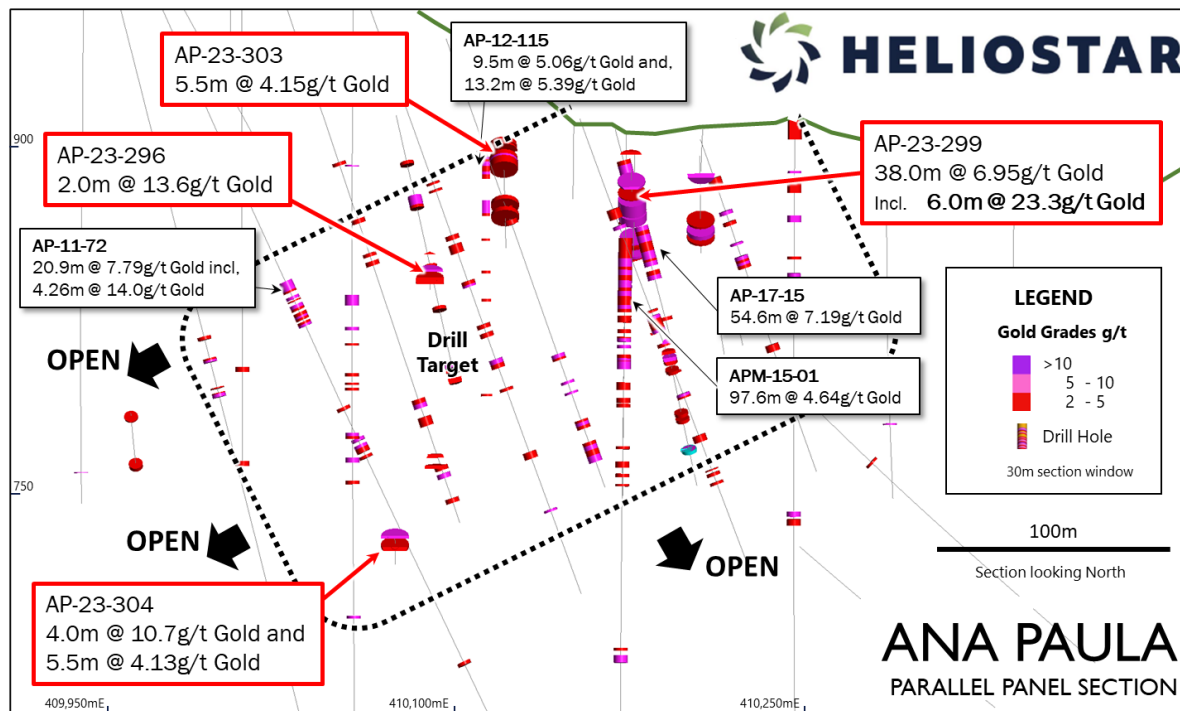 HELIOSTAR
AP-23-303
5.5m @ 4.15g/t Gold
AP-12-115
9.5m @ 5.06g/t Gold and,
13.2m @ 5.39g/t Gold
900
AP-23-296
2.0m @ 13.6g/t Gold
AP-23-299
38.0m @ 6.95g/t Gold
Incl. 6.0m @ 23.3g/t Gold
AP-11-72
20.9m @ 7.79g/t Gold incl,
4.26m @ 14.0g/t Gold
AP-17-15
54.6m @ 7.19g/t Gold
Drill
Target
OPEN
APM-15-01
97.6m @ 4.64g/t Gold
LEGEND
Gold Grades g/t
>10
5 - 10
2 - 5
Drill Hole
30m section window
750
OPEN
OPEN
100m
Section looking North
AP-23-304
4.0m @ 10.7g/t Gold and
5.5m @ 4.13g/t Gold
ANA PAULA
PARALLEL PANEL SECTION
409,950mE
410,100mE
410,250mE